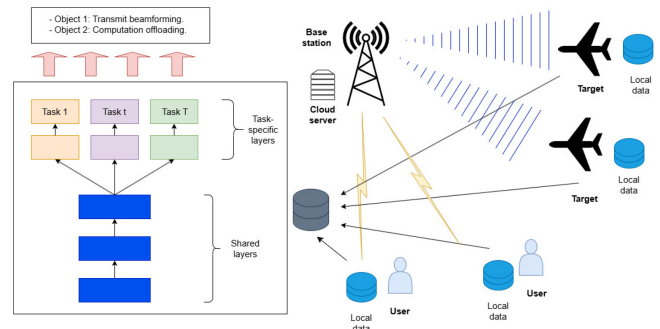 - Object 1: Transmit beamforming.
- Object 2: Computation offloading.
Task 1
Task t
Task T
Task-
specific
layers
Shared
layers
Base
station
Cloud
server
Target
Local
data
Target
Local
data
User
Local
data
User
Local
data